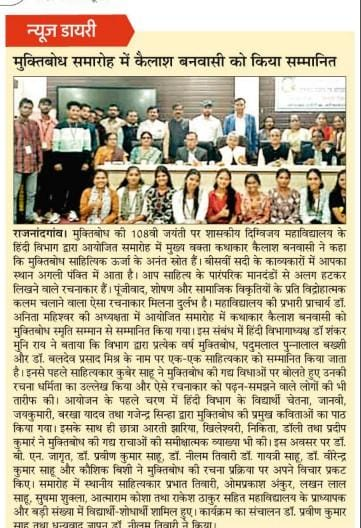 न्यूज डायरी
मुक्तिबोध समारोह में कैलाश बनवासी को किया सम्मानित
राजनांदगांव। मुक्तिबोध की 108वी जयंती पर शासकीय दिग्विजय महाविद्यालय के
हिंदी विभाग द्वारा आयोजित समारोह में मुख्य वक्ता कथाकार कैलाश बनवासी ने कहा
कि मुक्तिबोध साहित्यिक ऊर्जा के अनंत स्रोत हैं। बीसवीं सदी के काव्यकारों में आपका
स्थान अगली पंक्ति में आता है। आप साहित्य के पारंपरिक मानदंडों से अलग हटकर
लिखने वाले रचनाकार हैं। पूंजीवाद, शोषण और सामाजिक विकृतियों के प्रति विद्रोहात्मक
कलम चलाने वाला ऐसा रचनाकार मिलना दुर्लभ है। महाविद्यालय की प्रभारी प्राचार्य डॉ.
अनिता महिश्वर की अध्यक्षता में आयोजित समारोह में कथाकार कैलाश बनवासी को
मुक्तिबोध स्मृति सम्मान से सम्मानित किया गया। इस संबंध में हिंदी विभागाध्यक्ष डॉ शंकर
मुनि राय ने बताया कि विभाग द्वारा प्रत्येक वर्ष मुक्तिबोध, पदुमलाल पुन्नालाल बख्शी
और डॉ. बलदेव प्रसाद मिश्र के नाम पर एक-एक साहित्यकार को सम्मानित किया जाता
है। इनसे पहले साहित्यकार कुबेर साहू ने मुक्तिबोध की गद्य विधाओं पर बोलते हुए उनकी
रचना धर्मिता का उल्लेख किया और ऐसे रचनाकार को पढ़न-समझने वाले लोगों की भी
तारीफ की। आयोजन के पहले चरण में हिंदी विभाग के विद्यार्थी चेतना, जानवी,
जयकुमारी, बरखा यादव तथा गजेन्द्र सिन्हा द्वारा मुक्तिबोध की प्रमुख कविताओं का पाठ
किया गया। इसके साथ ही छात्रा आरती झारिया, खिलेश्वरी, निकिता, डॉली तथा प्रदीप
कुमारं ने मुक्तिबोध की गद्य राचाओं की समीक्षात्मक व्याख्या भी की। इस अवसर पर डॉ.
बी. एन. जागृत, डॉ. प्रवीण कुमार साहू, डॉ. नीलम तिवारी डॉ. गायत्री साहू, डॉ. वीरेन्द्र
कुमार साहू और कौशिक बिशी ने मुक्तिबोध की रचना प्रक्रिया पर अपने विचार प्रकट
किए। समारोह में स्थानीय साहित्यकार प्रभात तिवारी, ओमप्रकाश अंकुर, लखन लाल
साहू, सुषमा शुक्ला, आत्माराम कोशा तथा राकेश ठाकुर सहित महाविद्यालय के प्राध्यापक
और बड़ी संख्या में विद्यार्थी-शोधार्थी शामिल हुए। कार्यक्रम का संचालन डॉ. प्रवीण कुमार
साहू तथा धन्यवाद ज्ञापन डॉ. नीलम तिवारी ने किया।